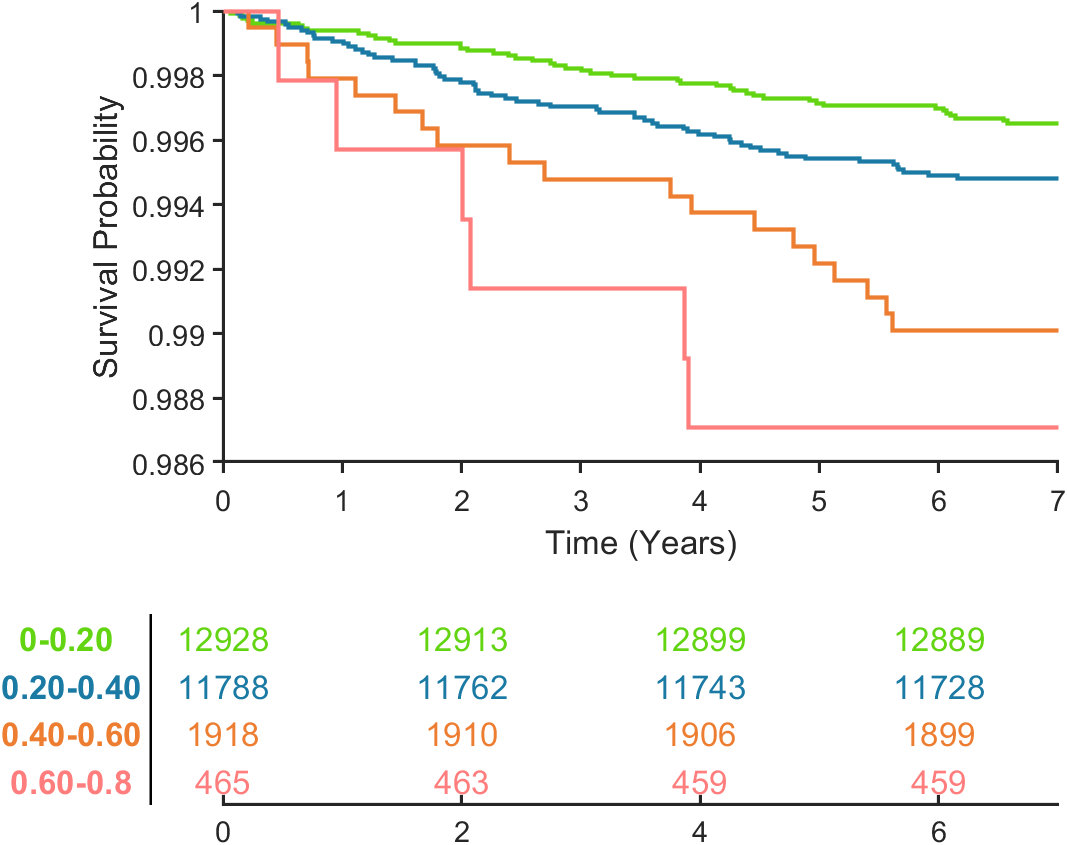 1
0.998
0.996
0.994
0.992
0.99
0.988
0.986
Survival Probability
0 1 2 3 4 5 6 7
Time (Years)
0-0.20 12928 12913 12899 12889
0.20-0.40 11788 11762 11743 11728
0.40-0.60 1918 1910 1906 1899
0.60-0.8 465 463 459 459
0 2 4 6